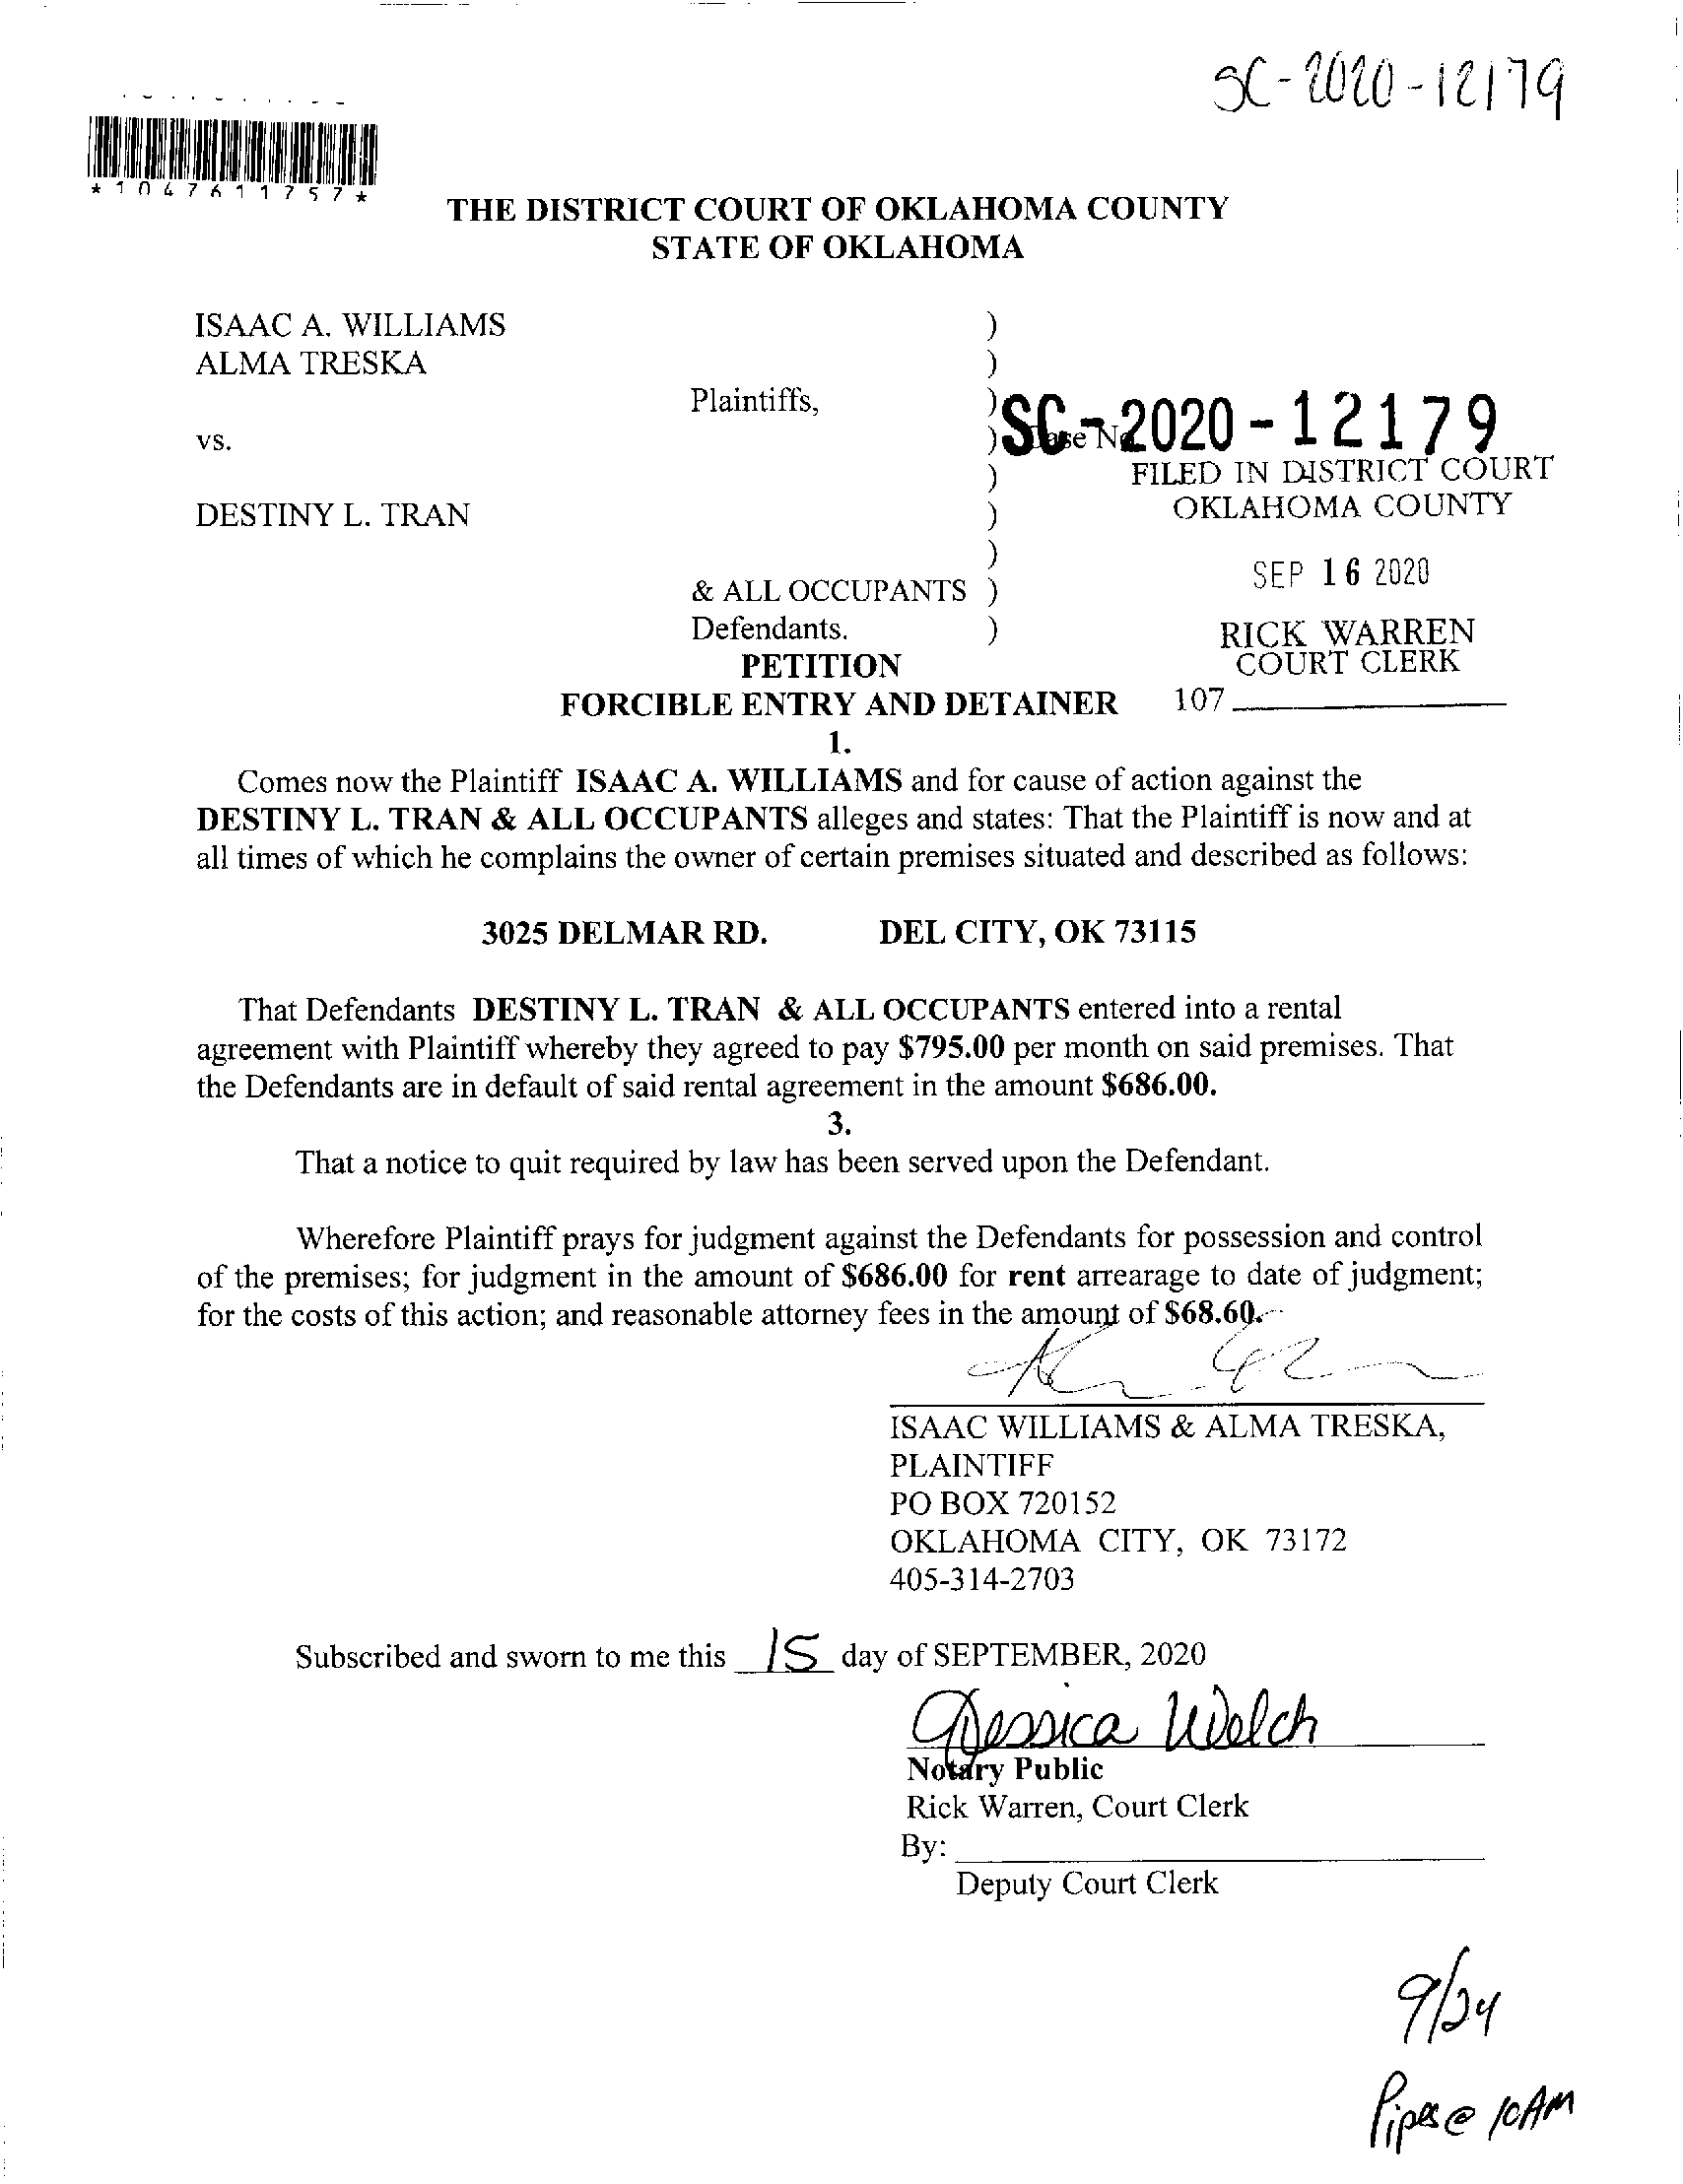 SC-2020-12179
*1047611757*
THE DISTRICT COURT OF OKLAHOMA COUNTY
STATE OF OKLAHOMA
ISAAC A. WILLIAMS )
ALMA TRESKA )
Plaintiffs, )
SC-2020-12179
vs. ) Case No.
) FILED IN DISTRICT COURT
DESTINY L. TRAN ) OKLAHOMA COUNTY
)
SEP 16 2020
& ALL OCCUPANTS )
Defendants. ) RICK WARREN
PETITION COURT CLERK
FORCIBLE ENTRY AND DETAINER 107
1.
Comes now the Plaintiff ISAAC A. WILLIAMS and for cause of action against the
DESTINY L. TRAN & ALL OCCUPANTS alleges and states: That the Plaintiff is now and at
all times of which he complains the owner of certain premises situated and described as follows:
3025 DELMAR RD. DEL CITY, OK 73115
That Defendants DESTINY L. TRAN & ALL OCCUPANTS entered into a rental
agreement with Plaintiff whereby they agreed to pay $795.00 per month on said premises. That
the Defendants are in default of said rental agreement in the amount $686.00.
3.
That a notice to quit required by law has been served upon the Defendant.
Wherefore Plaintiff prays for judgment against the Defendants for possession and control
of the premises; for judgment in the amount of $686.00 for rent arrearage to date of judgment;
for the costs of this action; and reasonable attorney fees in the amount of $68.60.
ISAAC WILLIAMS & ALMA TRESKA,
PLAINTIFF
PO BOX 720152
OKLAHOMA CITY, OK 73172
405-314-2703
Subscribed and sworn to me this 15 day of SEPTEMBER, 2020
Jessica Welch
Notary Public
Rick Warren, Court Clerk
By:
Deputy Court Clerk
9/24
@ 10AM